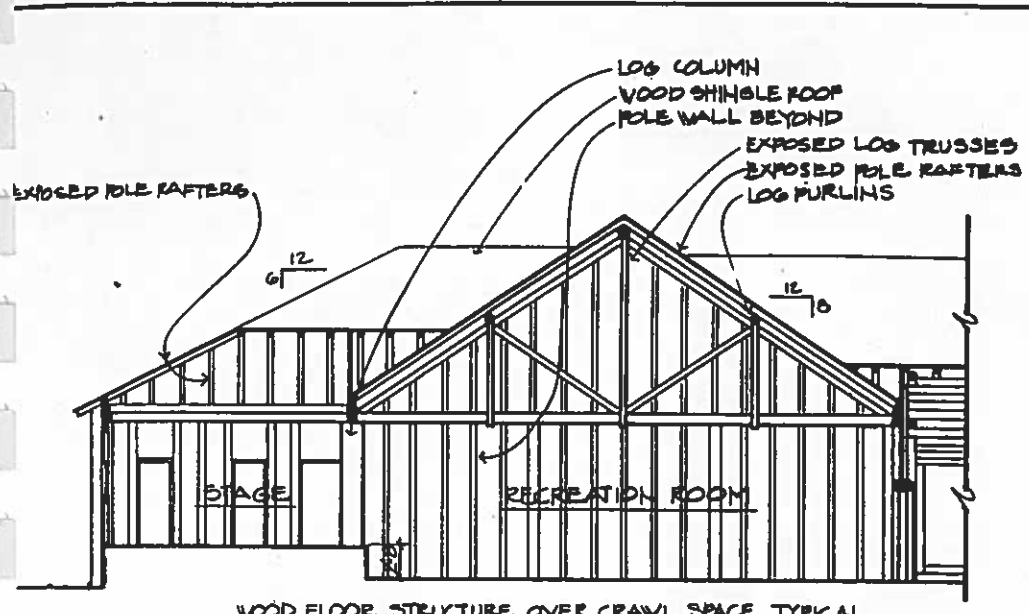 LOG COLUMN
WOOD SHINGLE ROOF
POLE WALL BEYOND
EXPOSED LOG TRUSSES
EXPOSED POLE RAFTERS
LOG PURLINS
EXPOSED POLE RAFTERS
12
6
12
8
STAGE
RECREATION ROOM
WOOD FLOOR STRUCTURE OVER CRAWL SPACE TYPICAL